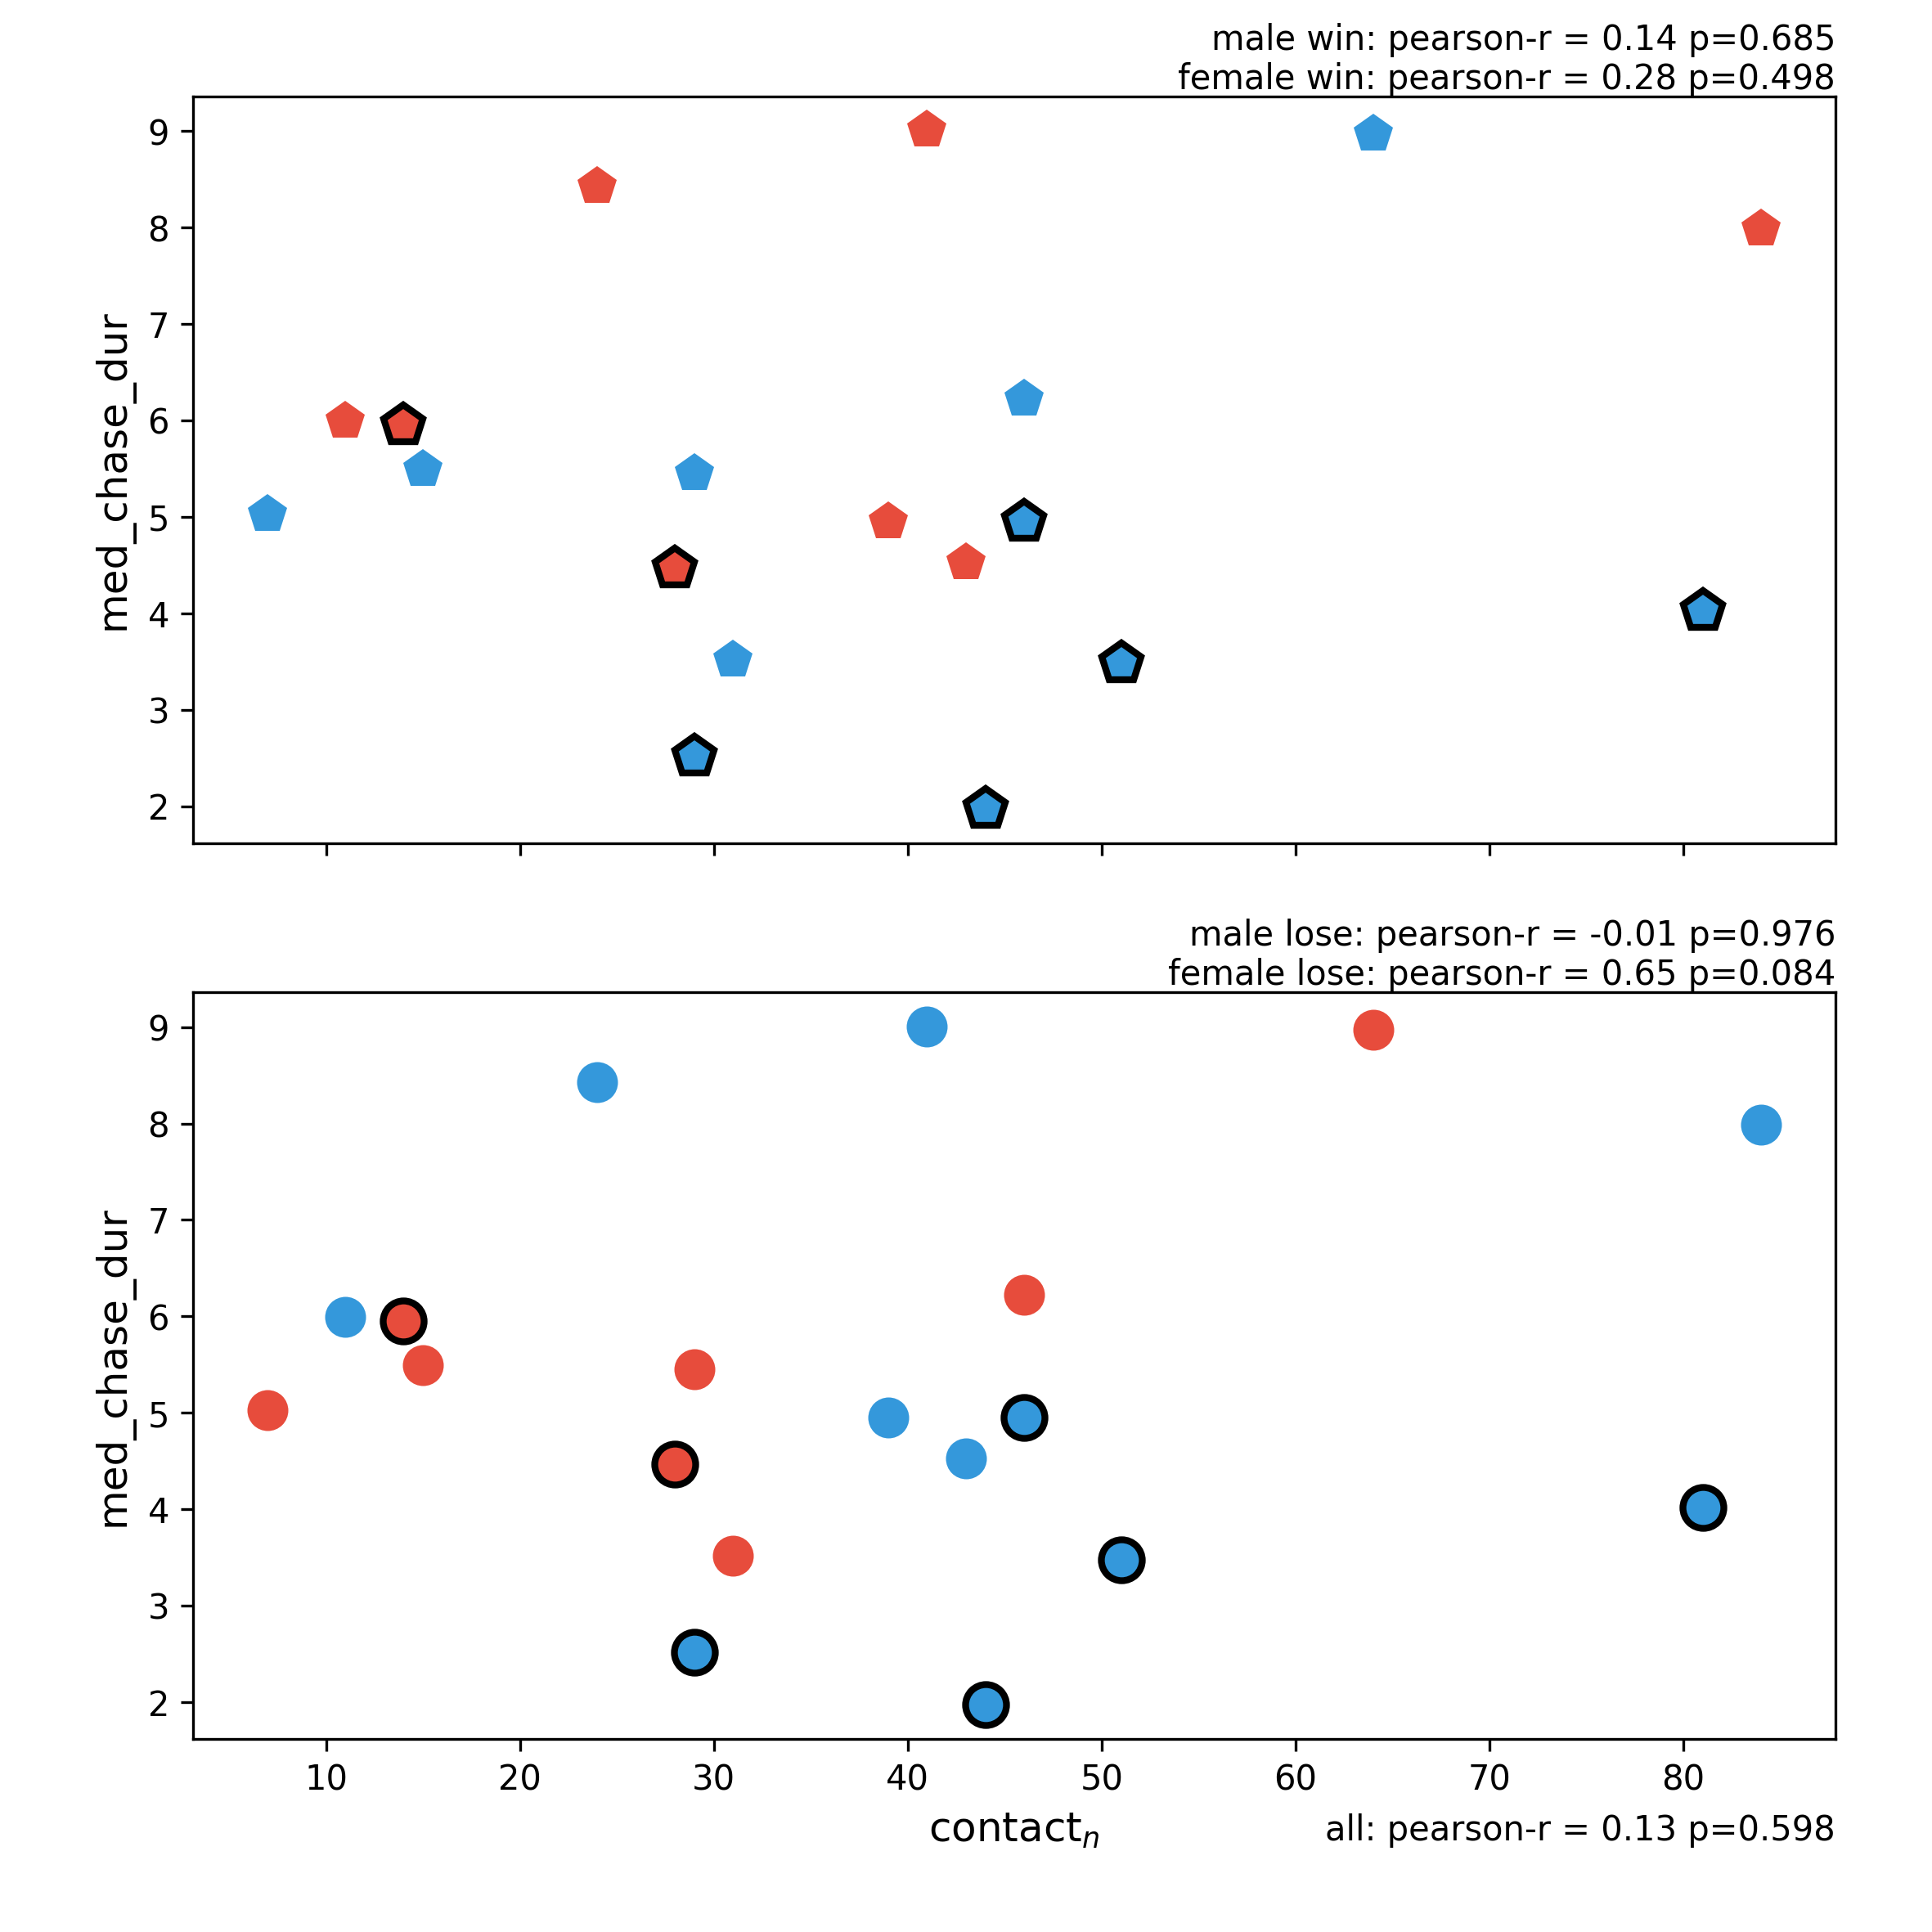 male win: pearson-r = 0.14 p=0.685
female win: pearson-r = 0.28 p=0.498
9
8
7
6
5
4
3
2
med_chase_dur
male lose: pearson-r = -0.01 p=0.976
female lose: pearson-r = 0.65 p=0.084
9
8
7
6
5
4
3
2
med_chase_dur
10 20 30 40 50 60 70 80
contactₙ
all: pearson-r = 0.13 p=0.598